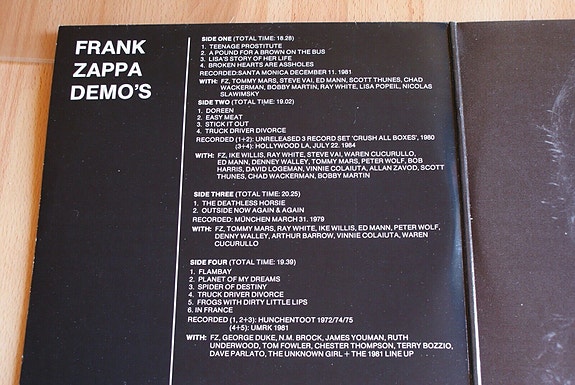 FRANK
ZAPPA
DEMO'S
SIDE ONE (TOTAL TIME: 18.28)
1. TEENAGE PROSTITUTE
2. A POUND FOR A BROWN ON THE BUS
3. LISA'S STORY OF HER LIFE
4. BROKEN HEARTS ARE ASSHOLES
RECORDED: SANTA MONICA DECEMBER 11. 1981
WITH: FZ, TOMMY MARS, STEVE VAI, ED MANN, SCOTT THUNES, CHAD
WACKERMAN, BOBBY MARTIN, RAY WHITE, LISA POPEIL, NICOLAS
SLAWIMSKY
SIDE TWO (TOTAL TIME: 19.02)
1. DOREEN
2. EASY MEAT
3. STICK IT OUT
4. TRUCK DRIVER DIVORCE
RECORDED (1+2): UNRELEASED 3 RECORD SET 'CRUSH ALL BOXES', 1980
(3+4): HOLLYWOOD LA, JULY 22. 1984
WITH: FZ, IKE WILLIS, RAY WHITE, STEVE VAI, WAREN CUCURULLO,
ED MANN, DENNEY WALLEY, TOMMY MARS, PETER WOLF, BOB
HARRIS, DAVID LOGEMAN, VINNIE COLAIUTA, ALLAN ZAVOD, SCOTT
THUNES, CHAD WACKERMAN, BOBBY MARTIN
SIDE THREE (TOTAL TIME: 20.25)
1. THE DEATHLESS HORSIE
2. OUTSIDE NOW AGAIN & AGAIN
RECORDED: MÜNCHEN MARCH 31. 1979
WITH: FZ, TOMMY MARS, RAY WHITE, IKE WILLIS, ED MANN, PETER WOLF,
DENNY WALLEY, ARTHUR BARROW, VINNIE COLAIUTA, WAREN
CUCURULLO
SIDE FOUR (TOTAL TIME: 19.39)
1. FLAMBAY
2. PLANET OF MY DREAMS
3. SPIDER OF DESTINY
4. TRUCK DRIVER DIVORCE
5. FROGS WITH DIRTY LITTLE LIPS
6. IN FRANCE
RECORDED (1, 2+3): HUNCHENTOOT 1972/74/75
(4+5): UMRK 1981
WITH: FZ, GEORGE DUKE, N.M. BROCK, JAMES YOUMAN, RUTH
UNDERWOOD, TOM FOWLER, CHESTER THOMPSON, TERRY BOZZIO,
DAVE PARLATO, THE UNKNOWN GIRL + THE 1981 LINE UP